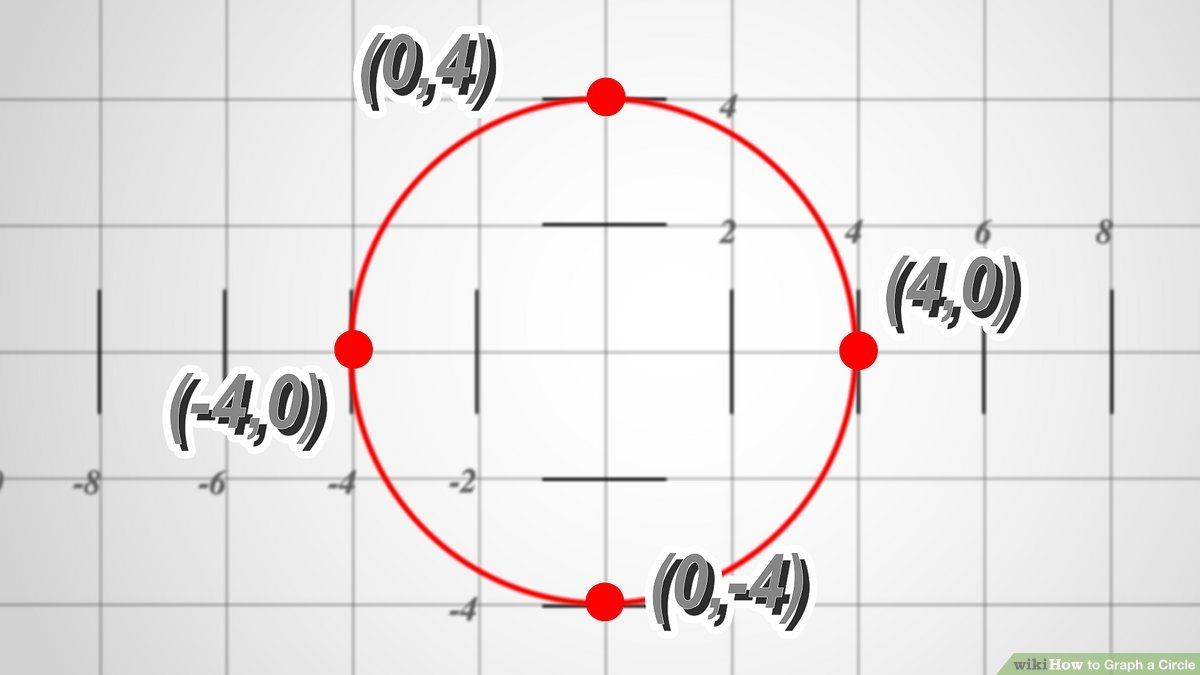 (0,4)
4
2 4 6 8
(4,0)
(-4,0)
-8 -6 -4 -2
(0,-4)
-4
wikiHow to Graph a Circle